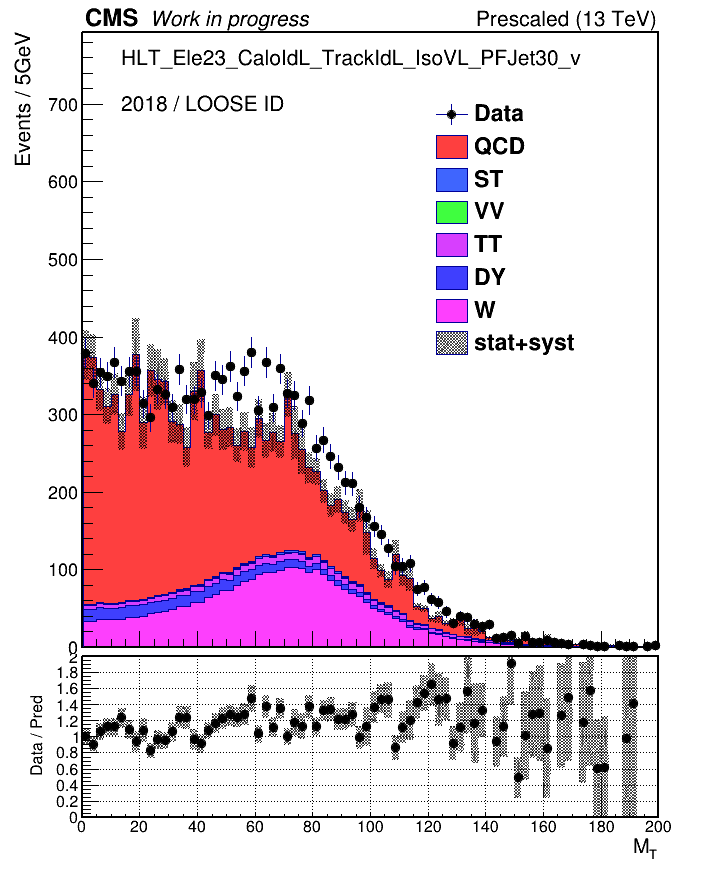 CMS Work in progress Prescaled (13 TeV)
Events / 5GeV
HLT_Ele23_CaloIdL_TrackIdL_IsoVL_PFJet30_v
2018 / LOOSE ID
Data
QCD
ST
VV
TT
DY
W
stat+syst
700
600
500
400
300
200
100
0
Data / Pred
2
1.8
1.6
1.4
1.2
1
0.8
0.6
0.4
0.2
0
0 20 40 60 80 100 120 140 160 180 200
M_T